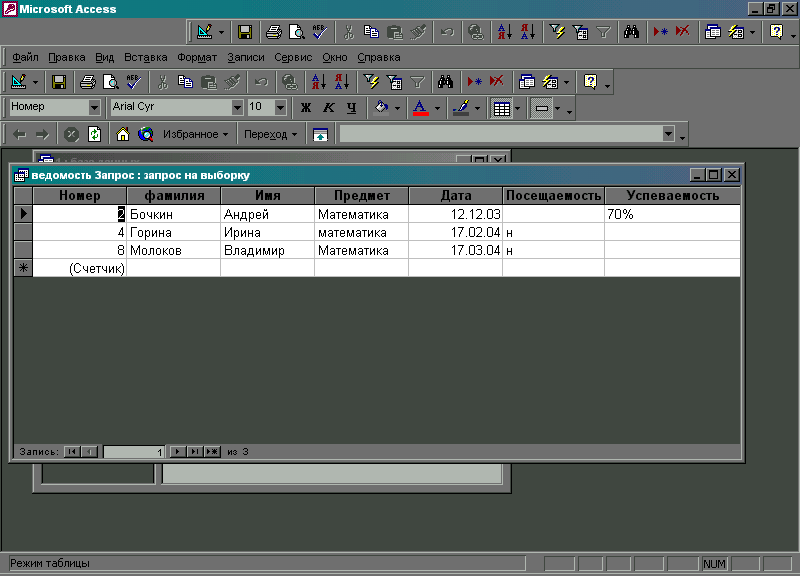 Microsoft Access
Файл Правка Вид Вставка Формат Записи Сервис Окно Справка
Номер Arial Cyr 10 Ж К Ч
Избранное Переход
ведомость Запрос : запрос на выборку
Номер фамилия Имя Предмет Дата Посещаемость Успеваемость
2 Бочкин Андрей Математика 12.12.03 70%
4 Горина Ирина математика 17.02.04 н
8 Молоков Владимир Математика 17.03.04 н
(Счетчик)
Запись: 1 из 3
Режим таблицы NUM